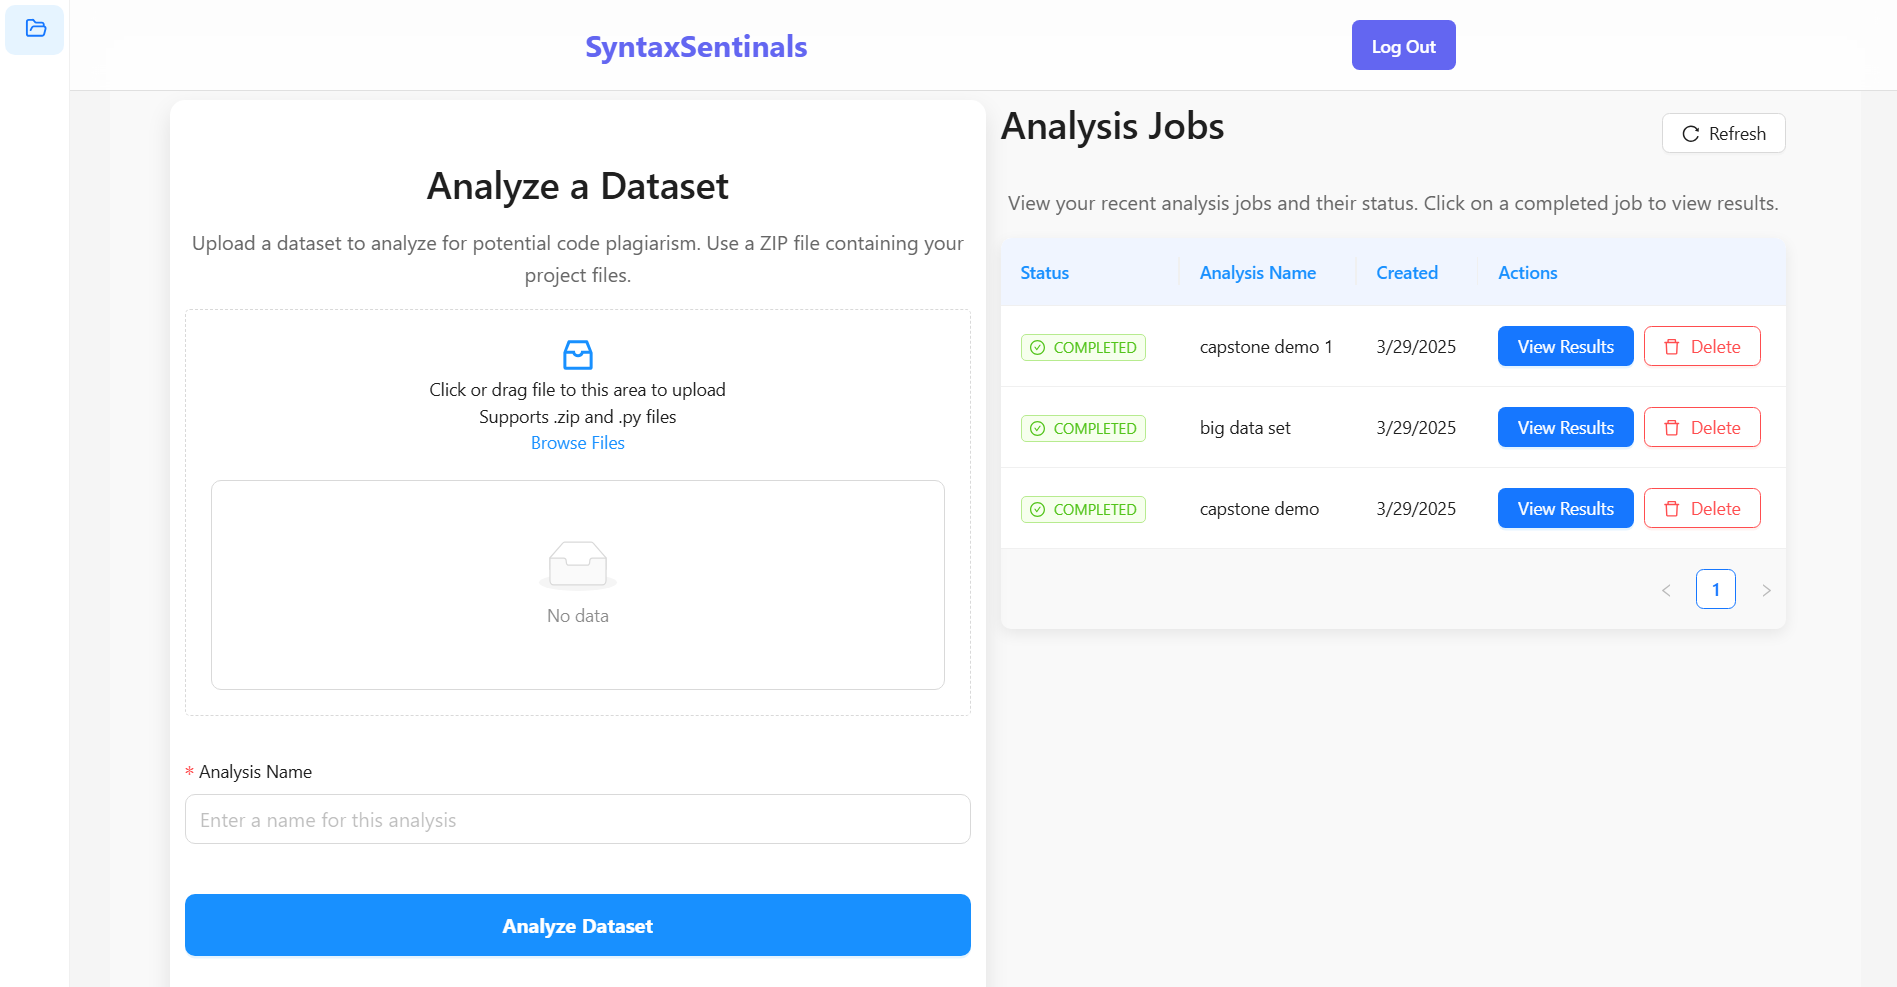 SyntaxSentinals
Log Out
Analyze a Dataset
Upload a dataset to analyze for potential code plagiarism. Use a ZIP file containing your
project files.
Click or drag file to this area to upload
Supports .zip and .py files
Browse Files
No data
* Analysis Name
Enter a name for this analysis
Analyze Dataset
Analysis Jobs
Refresh
View your recent analysis jobs and their status. Click on a completed job to view results.
Status Analysis Name Created Actions
COMPLETED capstone demo 1 3/29/2025 View Results Delete
COMPLETED big data set 3/29/2025 View Results Delete
COMPLETED capstone demo 3/29/2025 View Results Delete
< 1 >